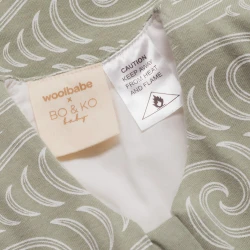 woolbabe
x
BO & KO
baby
CAUTION
KEEP AWAY
FROM HEAT
AND FLAME